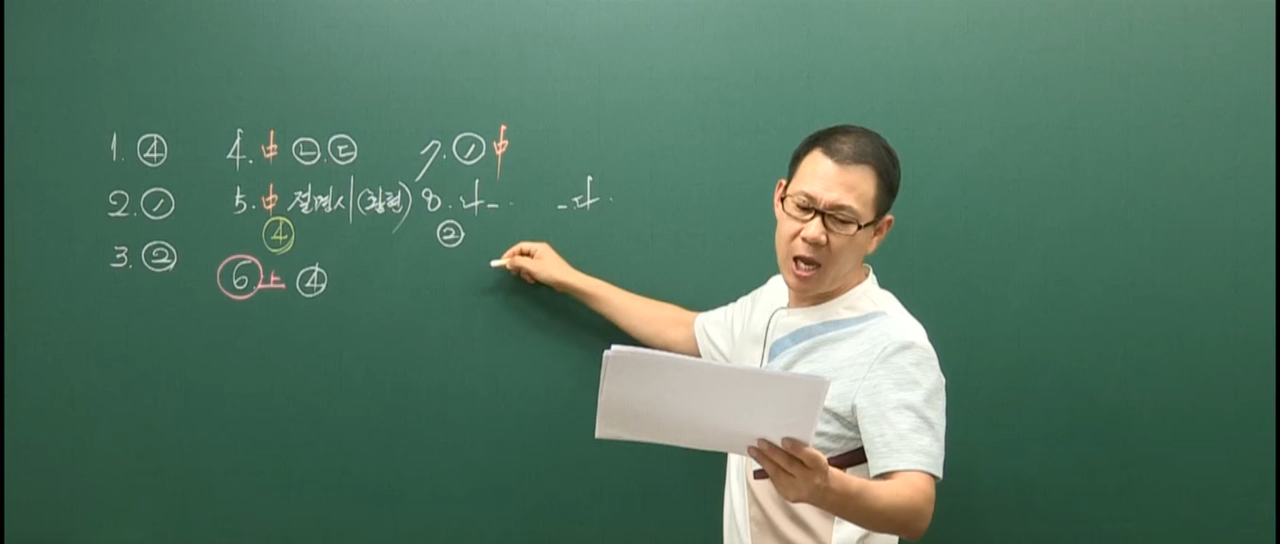 1. ④ 4. 中 ㉡.㉢ 7. ① 中
2. ① 5. 中 절명시(황현) 8. 나-. -다.
④ ②
3. ②
6. 上 ④